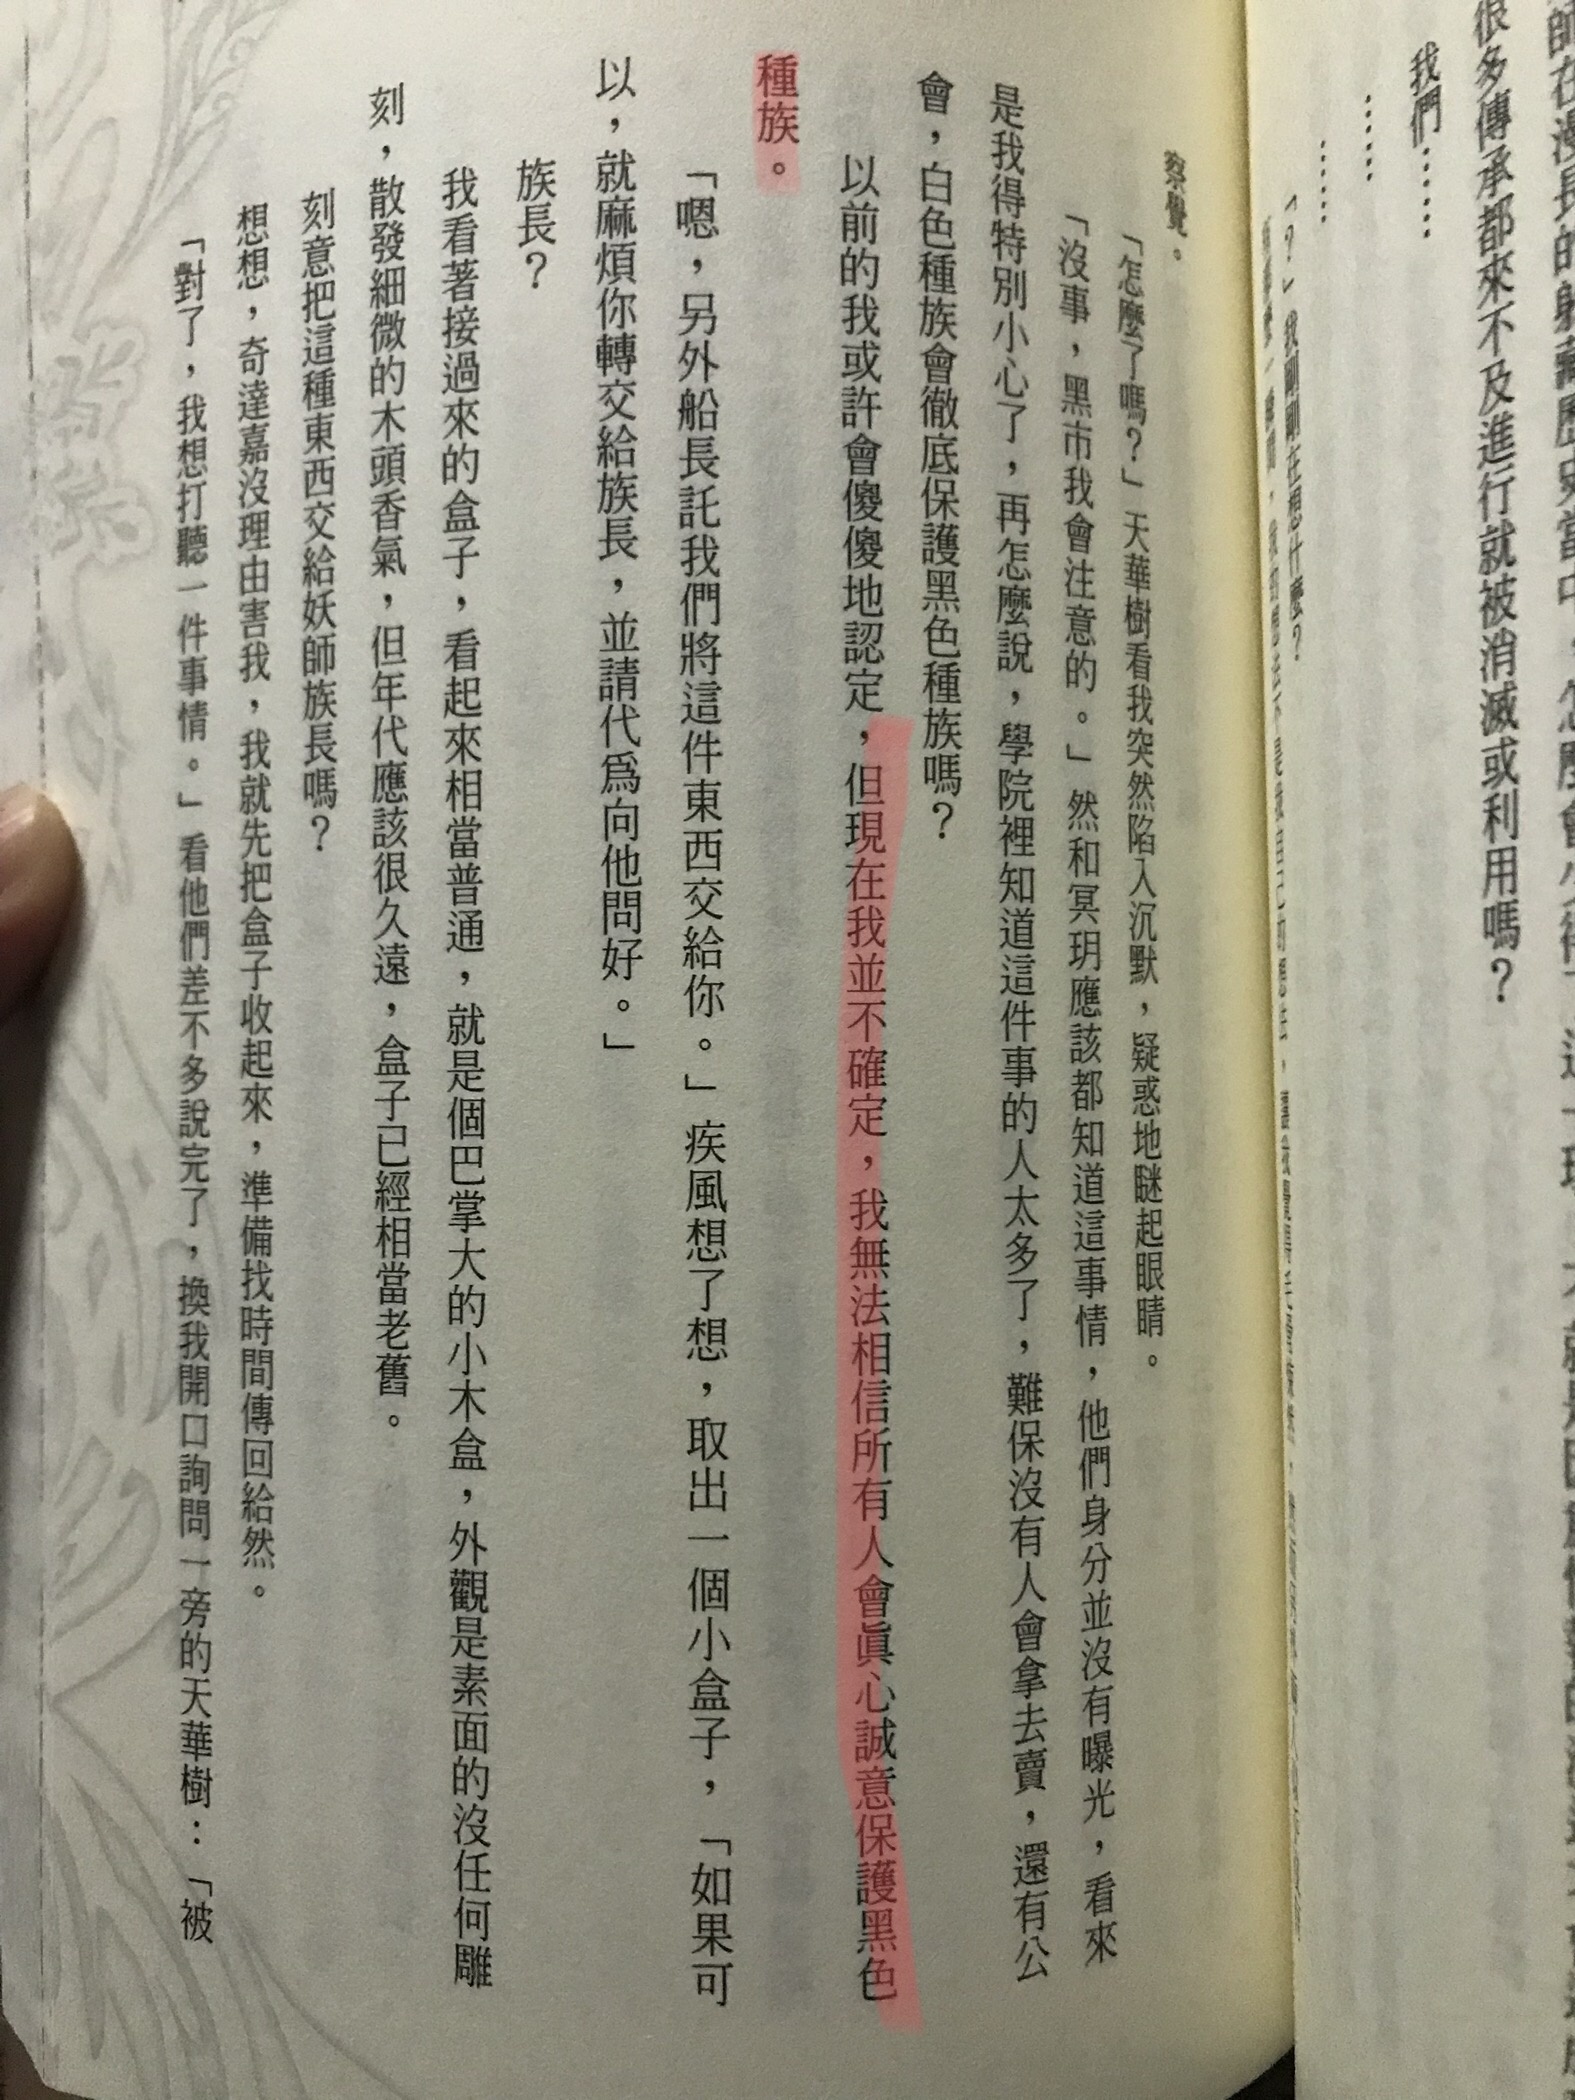 很多傳承都來不及進行就被消滅或利用嗎？
我們……
……
……
察覺。
「怎麼了嗎？」天華樹看我突然陷入沉默，疑惑地瞇起眼睛。
「沒事，黑市我會注意的。」然和冥玥應該都知道這事情，他們身分並沒有曝光，看來
是我得特別小心了，再怎麼說，學院裡知道這件事的人太多了，難保沒有人會拿去賣，還有公
會，白色種族會徹底保護黑色種族嗎？
以前的我或許會傻傻地認定，但現在我並不確定，我無法相信所有人會眞心誠意保護黑色
種族。
「嗯，另外船長託我們將這件東西交給你。」疾風想了想，取出一個小盒子，「如果可
以，就麻煩你轉交給族長，並請代爲向他問好。」
族長？
我看著接過來的盒子，看起來相當普通，就是個巴掌大的小木盒，外觀是素面的沒任何雕
刻，散發細微的木頭香氣，但年代應該很久遠，盒子已經相當老舊。
刻意把這種東西交給妖師族長嗎？
想想，奇達嘉沒理由害我，我就先把盒子收起來，準備找時間傳回給然。
「對了，我想打聽一件事情。」看他們差不多說完了，換我開口詢問一旁的天華樹：「被